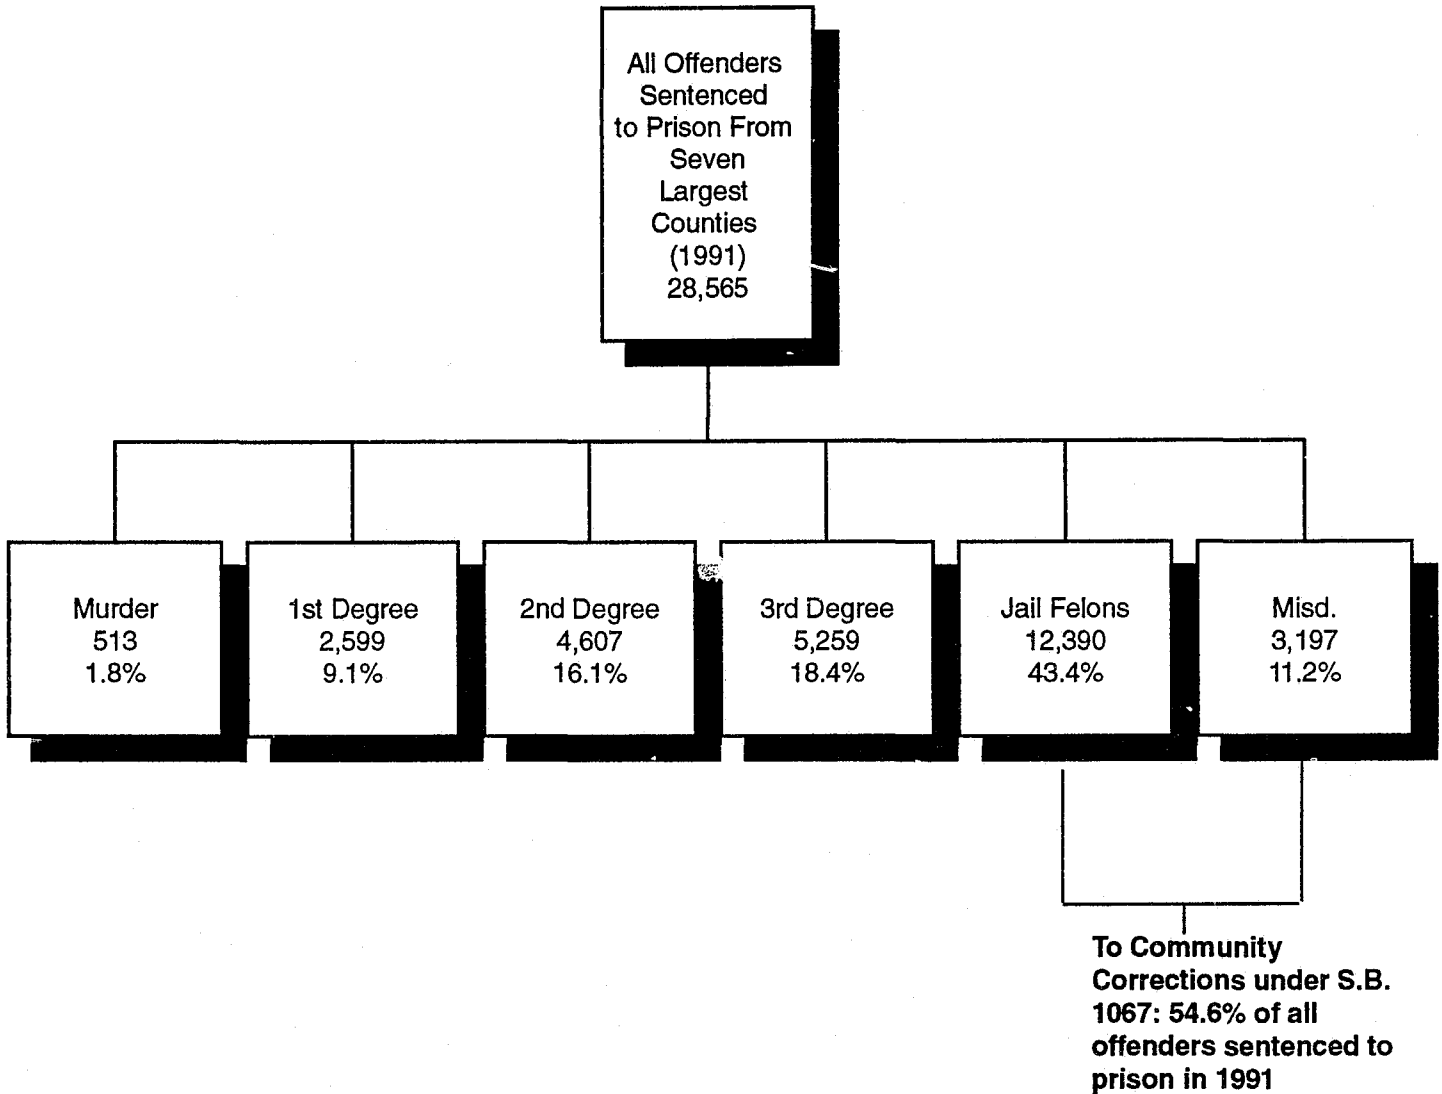 All Offenders
Sentenced
to Prison From
Seven
Largest
Counties
(1991)
28,565
Murder
513
1.8%
1st Degree
2,599
9.1%
2nd Degree
4,607
16.1%
3rd Degree
5,259
18.4%
Jail Felons
12,390
43.4%
Misd.
3,197
11.2%
To Community
Corrections under S.B.
1067: 54.6% of all
offenders sentenced to
prison in 1991